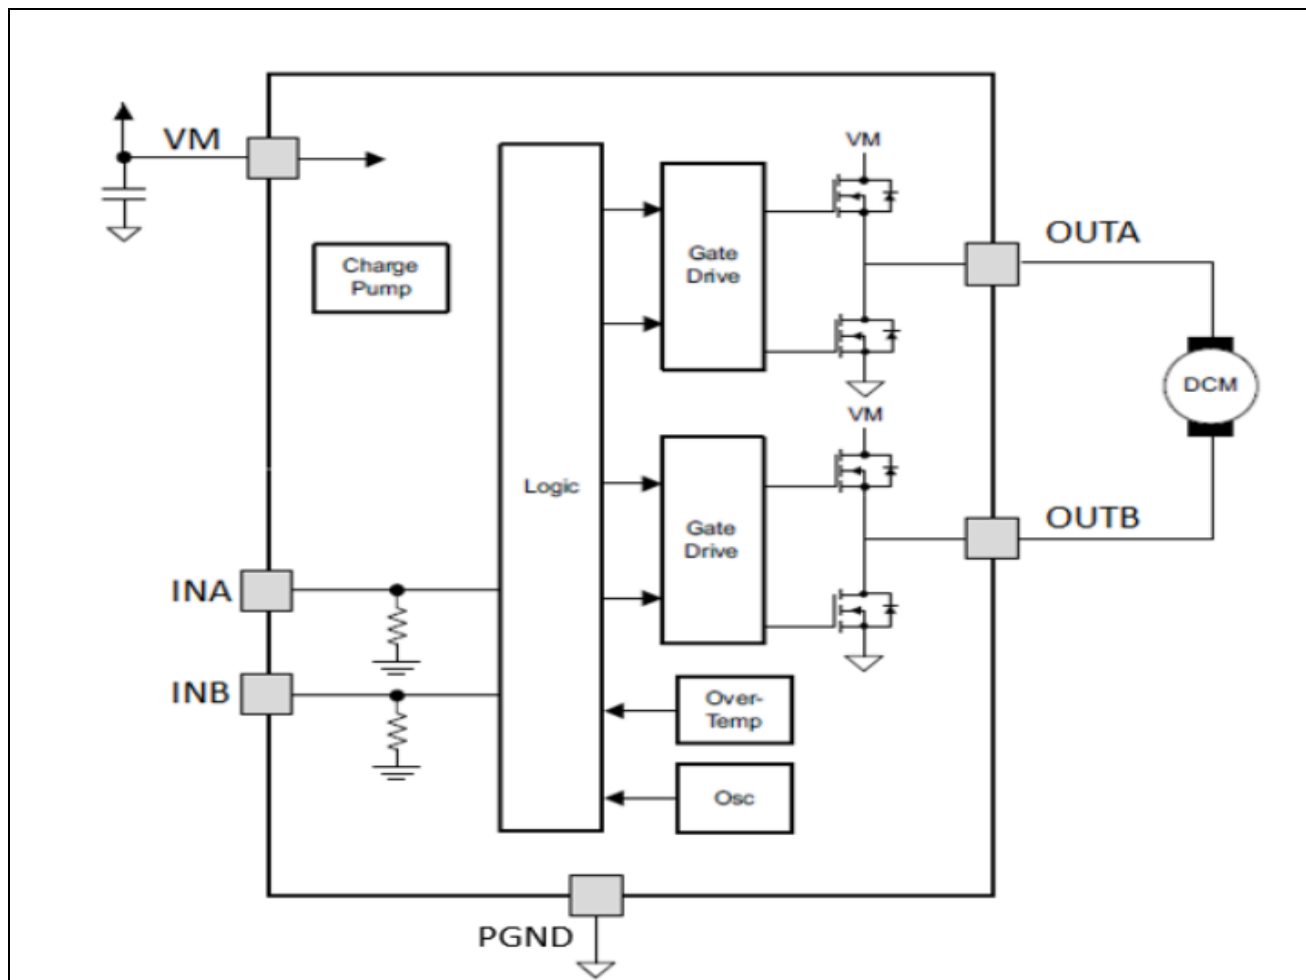 VM
VM
OUTA
Charge
Pump
Gate
Drive
DCM
VM
Logic
Gate
Drive
OUTB
INA
INB
Over-
Temp
Osc
PGND